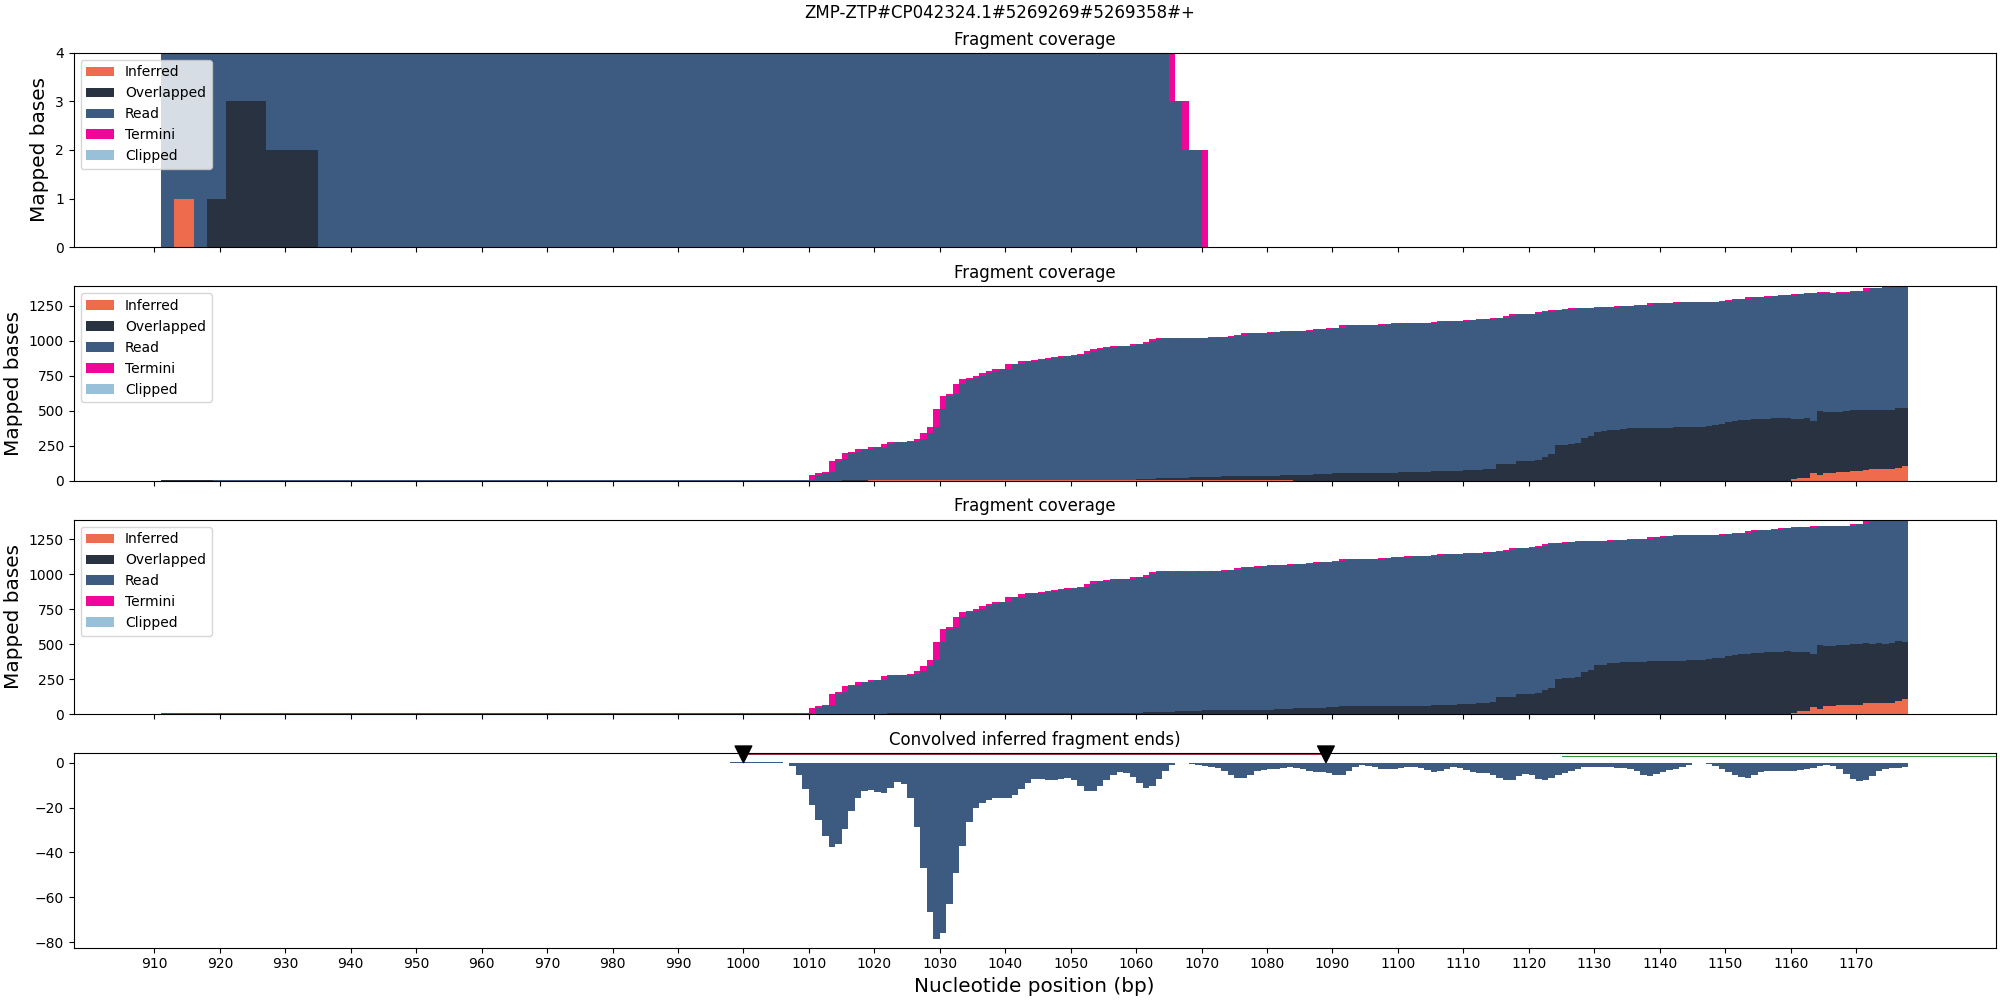 ZMP-ZTP#CP042324.1#5269269#5269358#+
Fragment coverage
Mapped bases
4
3
2
1
0
Inferred
Overlapped
Read
Termini
Clipped
Fragment coverage
Mapped bases
1250
1000
750
500
250
0
Inferred
Overlapped
Read
Termini
Clipped
Fragment coverage
Mapped bases
1250
1000
750
500
250
0
Inferred
Overlapped
Read
Termini
Clipped
Convolved inferred fragment ends)
0
−20
−40
−60
−80
910 920 930 940 950 960 970 980 990 1000 1010 1020 1030 1040 1050 1060 1070 1080 1090 1100 1110 1120 1130 1140 1150 1160 1170
Nucleotide position (bp)